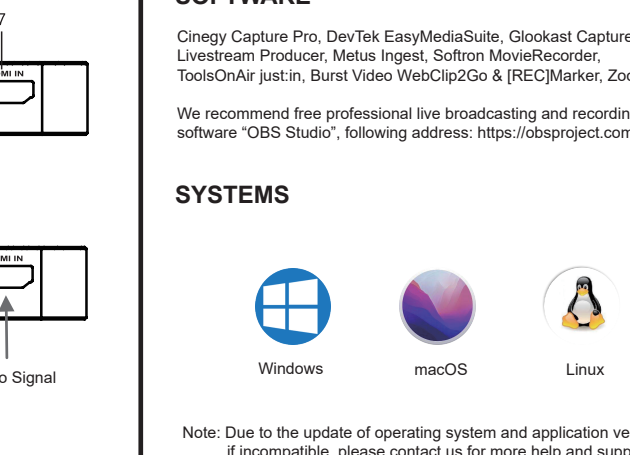 7
MI IN
MI IN
o Signal
SOFTWARE
Cinegy Capture Pro, DevTek EasyMediaSuite, Glookast Capture
Livestream Producer, Metus Ingest, Softron MovieRecorder,
ToolsOnAir just:in, Burst Video WebClip2Go & [REC]Marker, Zoo
We recommend free professional live broadcasting and recordin
software “OBS Studio”, following address: https://obsproject.com
SYSTEMS
Windows
macOS
Linux
Note: Due to the update of operating system and application ve
if incompatible, please contact us for more help and supp